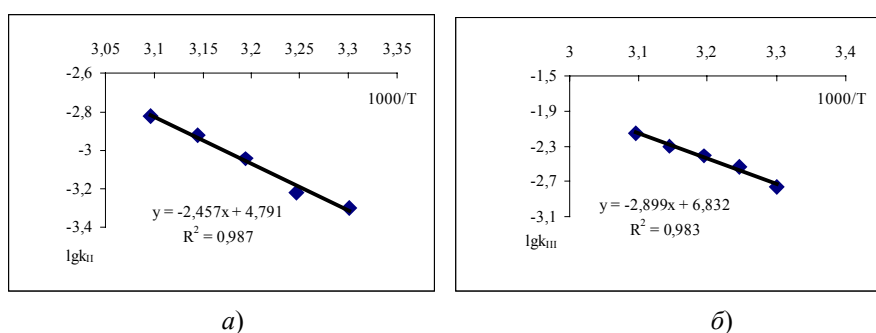 3,05 3,1 3,15 3,2 3,25 3,3 3,35
-2,6
1000/T
-2,8
-3
-3,2
y = -2,457x + 4,791
R² = 0,987
-3,4
lgkII
а)
3 3,1 3,2 3,3 3,4
-1,5
1000/T
-1,9
-2,3
-2,7
y = -2,899x + 6,832
R² = 0,983
-3,1
lgkIII
б)